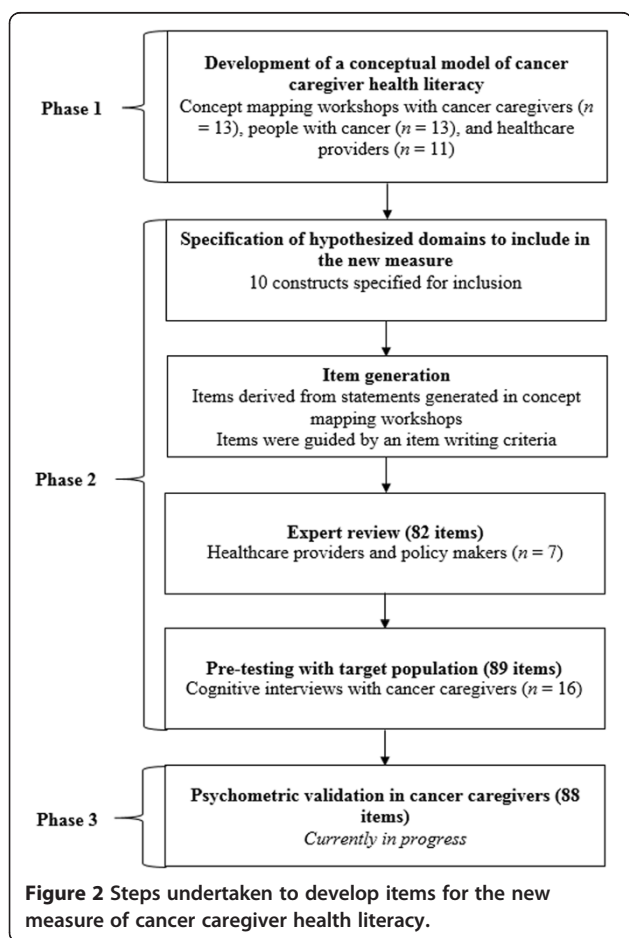 Development of a conceptual model of cancer
caregiver health literacy
Phase 1
Concept mapping workshops with cancer caregivers (n
= 13), people with cancer (n = 13), and healthcare
providers (n = 11)
Specification of hypothesized domains to include in
the new measure
10 constructs specified for inclusion
Item generation
Items derived from statements generated in concept
mapping workshops
Items were guided by an item writing criteria
Phase 2
Expert review (82 items)
Healthcare providers and policy makers (n = 7)
Pre-testing with target population (89 items)
Cognitive interviews with cancer caregivers (n = 16)
Psychometric validation in cancer caregivers (88
items)
Phase 3
Currently in progress
Figure 2 Steps undertaken to develop items for the new
measure of cancer caregiver health literacy.